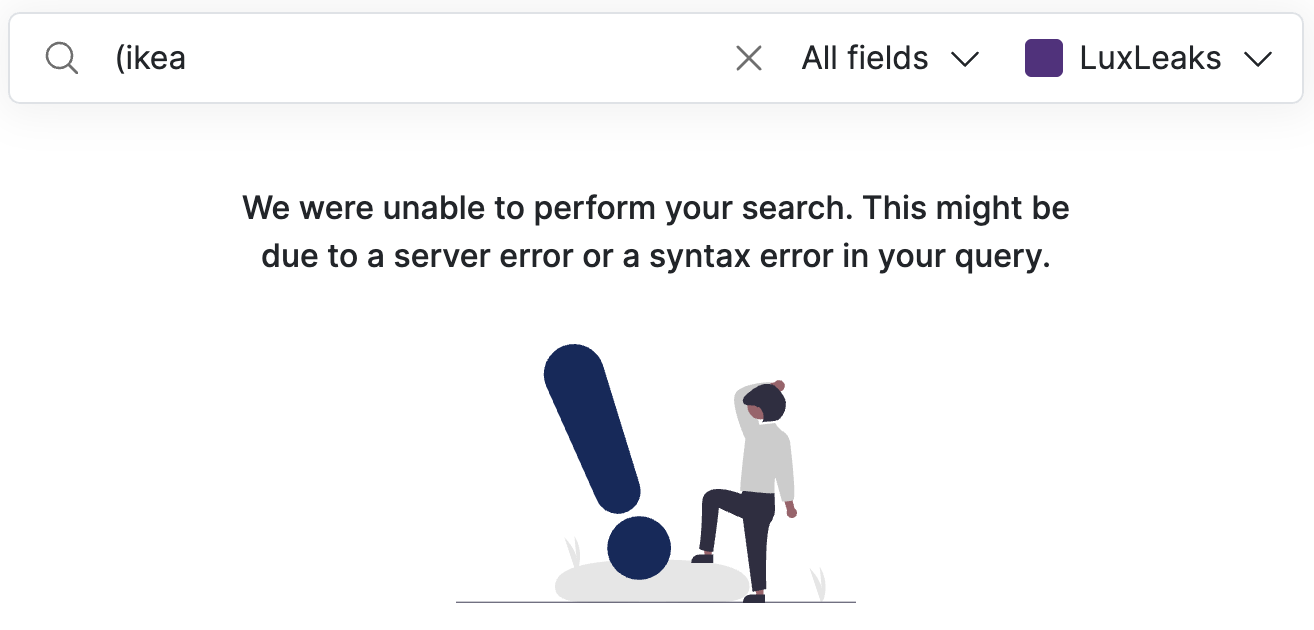 (ikea All fields LuxLeaks
We were unable to perform your search. This might be
due to a server error or a syntax error in your query.